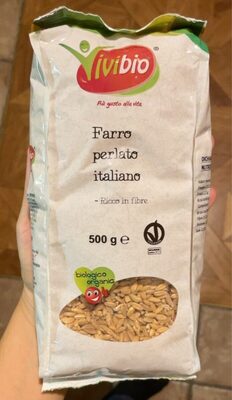 Vivibio
Più gusto alla vita
Farro
perlato
italiano
- Ricco in fibre
500 g e
biologico
organic